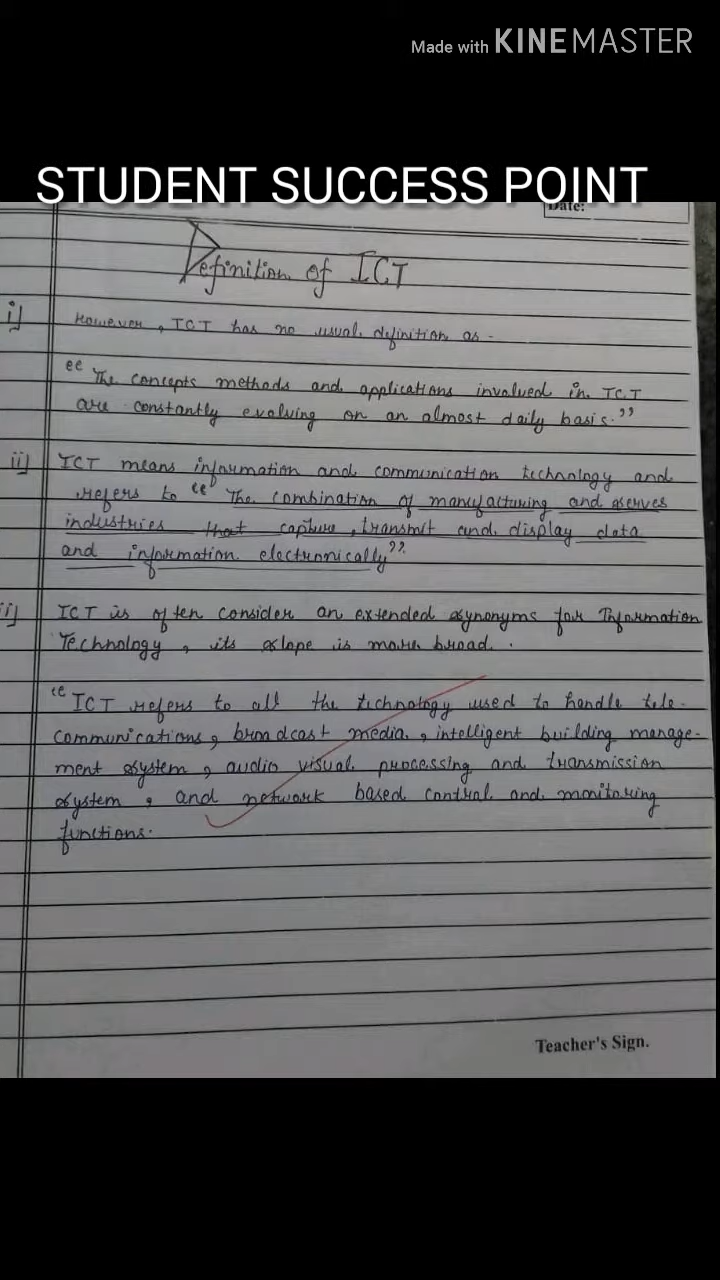 Made with KINEMASTER
STUDENT SUCCESS POINT
Date:
Definition of ICT
i) However, ICT has no usual definition as -
“The concepts methods and applications involved in ICT
are constantly evolving on an almost daily basis.”
ii) ICT means information and communication technology and
refers to “The combination of manufacturing and serves
industries that capture, transmit and display data
and information electronically”.
ii) ICT is often consider an extended synonyms for Information
Technology, its slope is more broad.
“ICT refers to all the technology used to handle tele-
communications, broadcast media, intelligent building manage-
ment system, audio visual processing and transmission
system, and network based control and monitoring
functions.
Teacher's Sign.